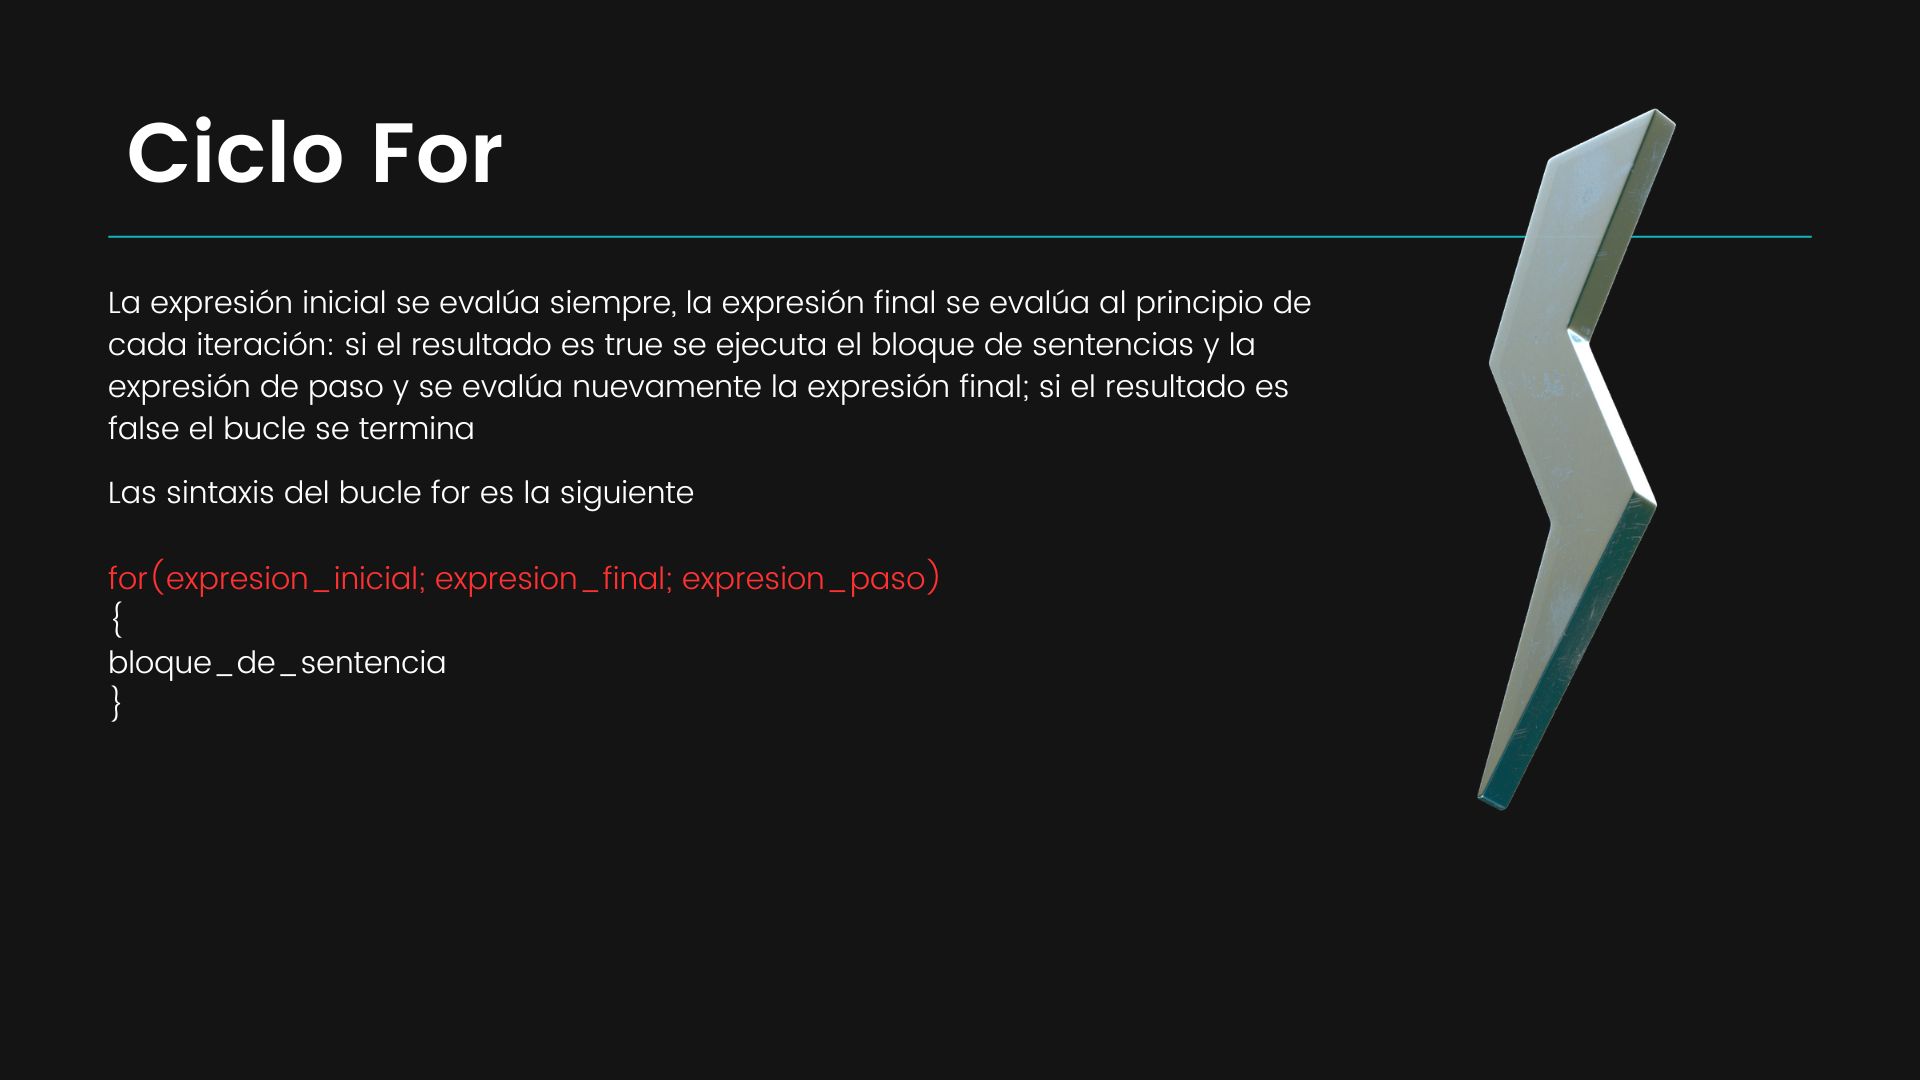 Ciclo For
La expresión inicial se evalúa siempre, la expresión final se evalúa al principio de
cada iteración: si el resultado es true se ejecuta el bloque de sentencias y la
expresión de paso y se evalúa nuevamente la expresión final; si el resultado es
false el bucle se termina
Las sintaxis del bucle for es la siguiente
for(expresion_inicial; expresion_final; expresion_paso)
{
bloque_de_sentencia
}